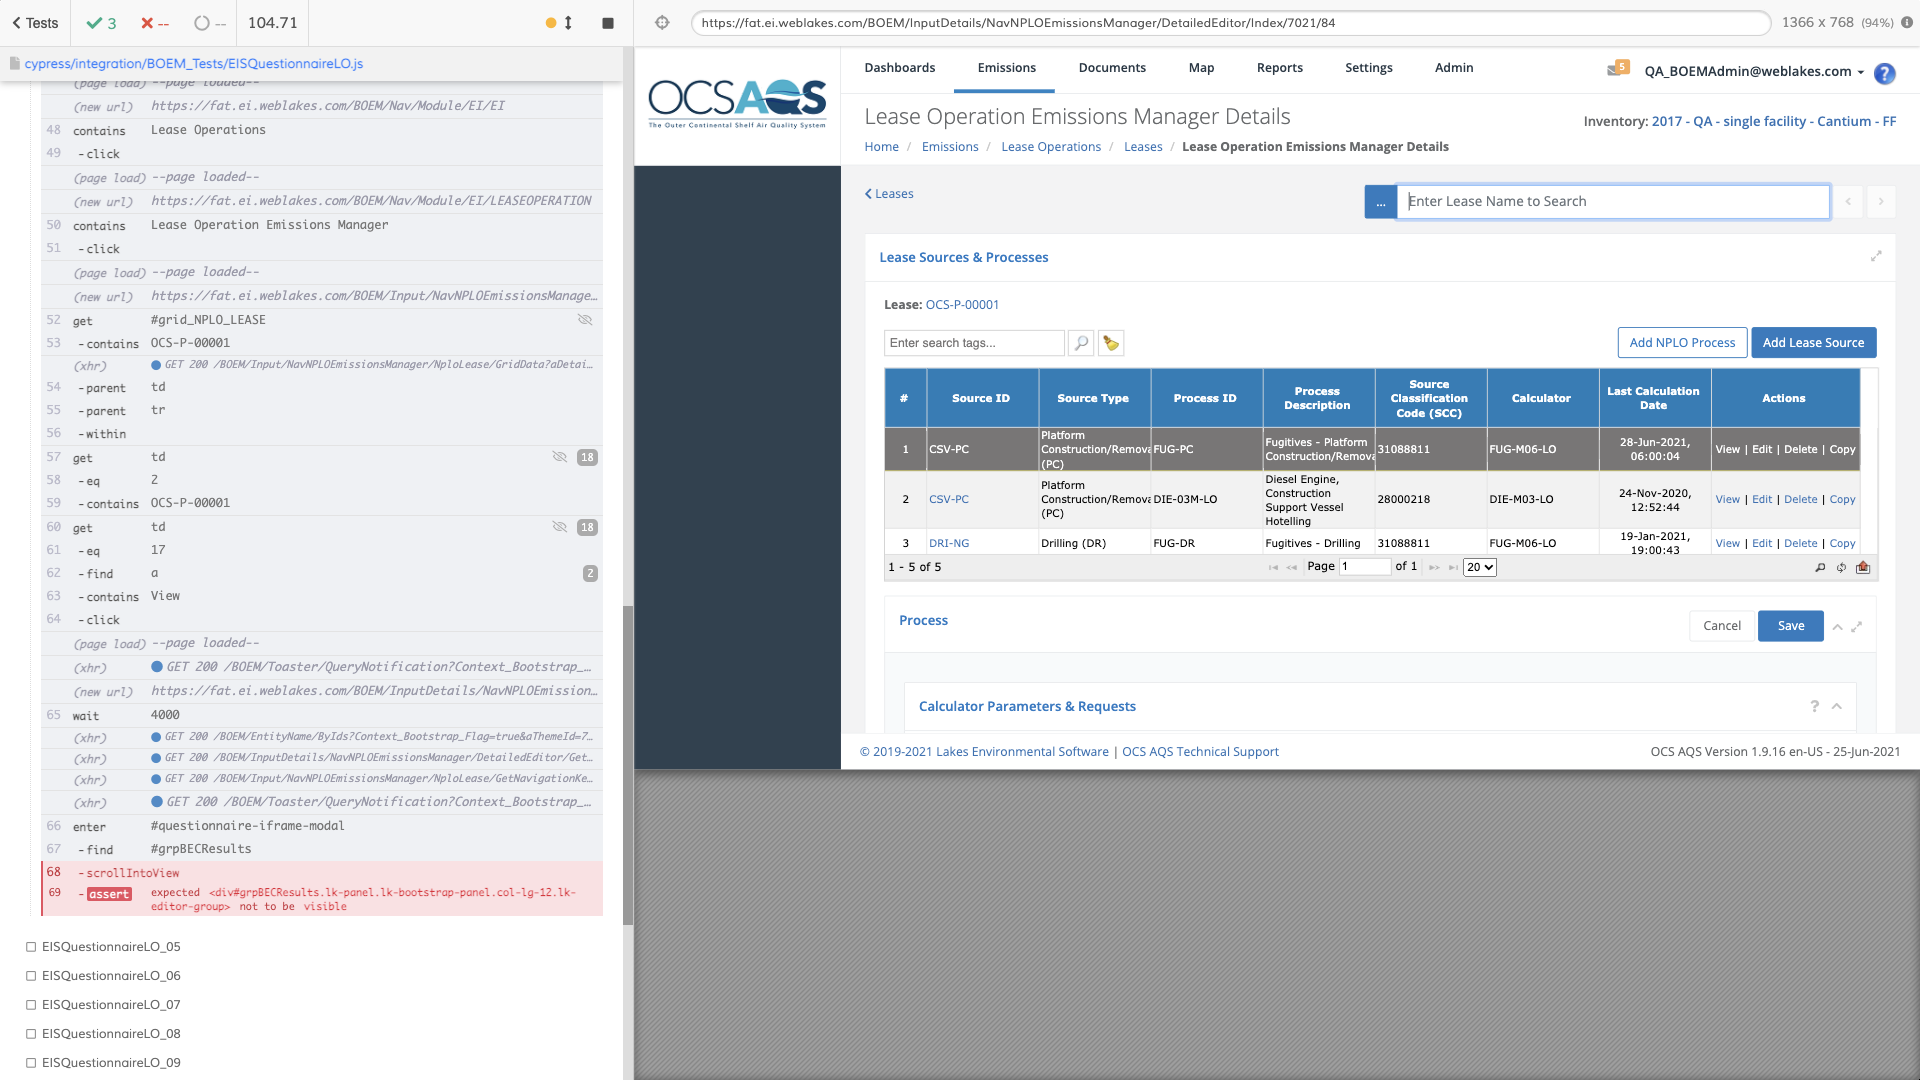 Tests
3
--
--
104.71
https://fat.ei.weblakes.com/BOEM/InputDetails/NavNPLOEmissionsManager/DetailedEditor/Index/7021/84
1366 x 768 (94%)
cypress/integration/BOEM_Tests/EISQuestionnaireLO.js
(page load) --page loaded--
(new url) https://fat.ei.weblakes.com/BOEM/Nav/Module/EI/EI
48 contains Lease Operations
49 -click
(page load) --page loaded--
(new url) https://fat.ei.weblakes.com/BOEM/Nav/Module/EI/LEASEOPERATION
50 contains Lease Operation Emissions Manager
51 -click
(page load) --page loaded--
(new url) https://fat.ei.weblakes.com/BOEM/Input/NavNPLOEmissionsManage…
52 get #grid_NPLO_LEASE
53 -contains OCS-P-00001
(xhr) GET 200 /BOEM/Input/NavNPLOEmissionsManager/NploLease/GridData?aDetai…
54 -parent td
55 -parent tr
56 -within
57 get td 18
58 -eq 2
59 -contains OCS-P-00001
60 get td 18
61 -eq 17
62 -find a 2
63 -contains View
64 -click
(page load) --page loaded--
(xhr) GET 200 /BOEM/Toaster/QueryNotification?Context_Bootstrap_…
(new url) https://fat.ei.weblakes.com/BOEM/InputDetails/NavNPLOEmission…
65 wait 4000
(xhr) GET 200 /BOEM/EntityName/ByIds?Context_Bootstrap_Flag=true&aThemeId=7…
(xhr) GET 200 /BOEM/InputDetails/NavNPLOEmissionsManager/DetailedEditor/Get…
(xhr) GET 200 /BOEM/Input/NavNPLOEmissionsManager/NploLease/GetNavigationKe…
(xhr) GET 200 /BOEM/Toaster/QueryNotification?Context_Bootstrap_…
66 enter #questionnaire-iframe-modal
67 -find #grpBECResults
68 -scrollIntoView
69 -assert expected <div#grpBECResults.lk-panel.lk-bootstrap-panel.col-lg-12.lk-
editor-group> not to be visible
EISQuestionnaireLO_05
EISQuestionnaireLO_06
EISQuestionnaireLO_07
EISQuestionnaireLO_08
EISQuestionnaireLO_09
OCSAQS
The Outer Continental Shelf Air Quality System
Dashboards Emissions Documents Map Reports Settings Admin
5 QA_BOEMAdmin@weblakes.com ?
Lease Operation Emissions Manager Details
Inventory: 2017 - QA - single facility - Cantium - FF
Home / Emissions / Lease Operations / Leases / Lease Operation Emissions Manager Details
Leases
... Enter Lease Name to Search
Lease Sources & Processes
Lease: OCS-P-00001
Enter search tags...
Add NPLO Process
Add Lease Source
# Source ID Source Type Process ID Process Description Source Classification Code (SCC) Calculator Last Calculation Date Actions
1 CSV-PC Platform Construction/Remova (PC) FUG-PC Fugitives - Platform Construction/Remova 31088811 FUG-M06-LO 28-Jun-2021, 06:00:04 View | Edit | Delete | Copy
2 CSV-PC Platform Construction/Remova (PC) DIE-03M-LO Diesel Engine, Construction Support Vessel Hotelling 28000218 DIE-M03-LO 24-Nov-2020, 12:52:44 View | Edit | Delete | Copy
3 DRI-NG Drilling (DR) FUG-DR Fugitives - Drilling 31088811 FUG-M06-LO 19-Jan-2021, 19:00:43 View | Edit | Delete | Copy
1 - 5 of 5 Page 1 of 1 20
Process
Cancel Save
Calculator Parameters & Requests
?
© 2019-2021 Lakes Environmental Software | OCS AQS Technical Support
OCS AQS Version 1.9.16 en-US - 25-Jun-2021